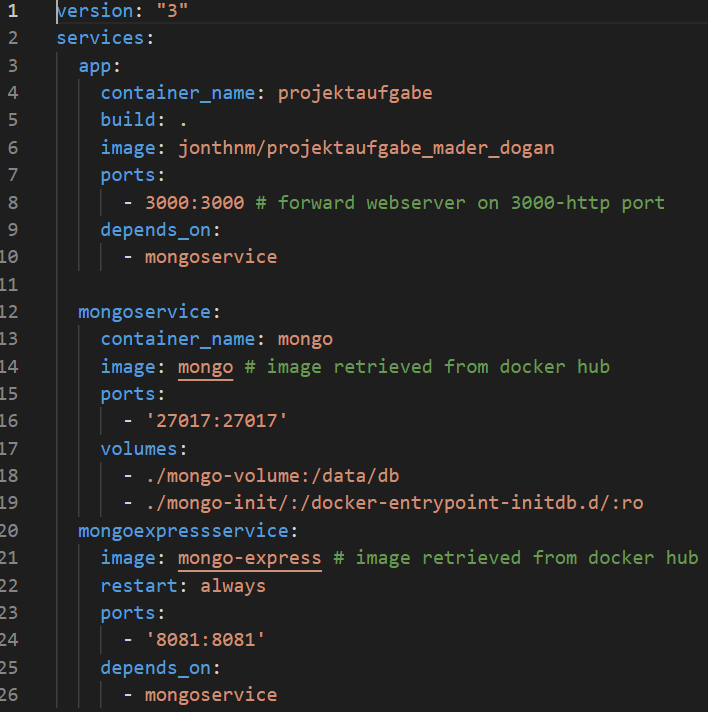 1 version: "3"
2 services:
3 app:
4 container_name: projektaufgabe
5 build: .
6 image: jonthnm/projektaufgabe_mader_dogan
7 ports:
8 - 3000:3000 # forward webserver on 3000-http port
9 depends_on:
10 - mongoservice
11
12 mongoservice:
13 container_name: mongo
14 image: mongo # image retrieved from docker hub
15 ports:
16 - '27017:27017'
17 volumes:
18 - ./mongo-volume:/data/db
19 - ./mongo-init/:/docker-entrypoint-initdb.d/:ro
20 mongoexpressservice:
21 image: mongo-express # image retrieved from docker hub
22 restart: always
23 ports:
24 - '8081:8081'
25 depends_on:
26 - mongoservice